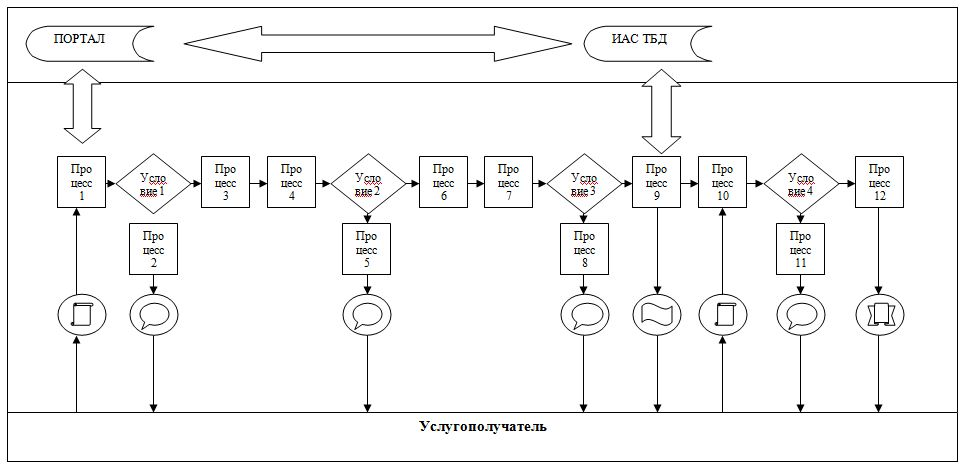 ПОРТАЛ
ИАС ТБД
Про
цесс
1
Усло
вие 1
Про
цесс
3
Про
цесс
4
Усло
вие 2
Про
цесс
6
Про
цесс
7
Усло
вие 3
Про
цесс
9
Про
цесс
10
Усло
вие 4
Про
цесс
12
Про
цесс
2
Про
цесс
5
Про
цесс
8
Про
цесс
11
Услугополучатель